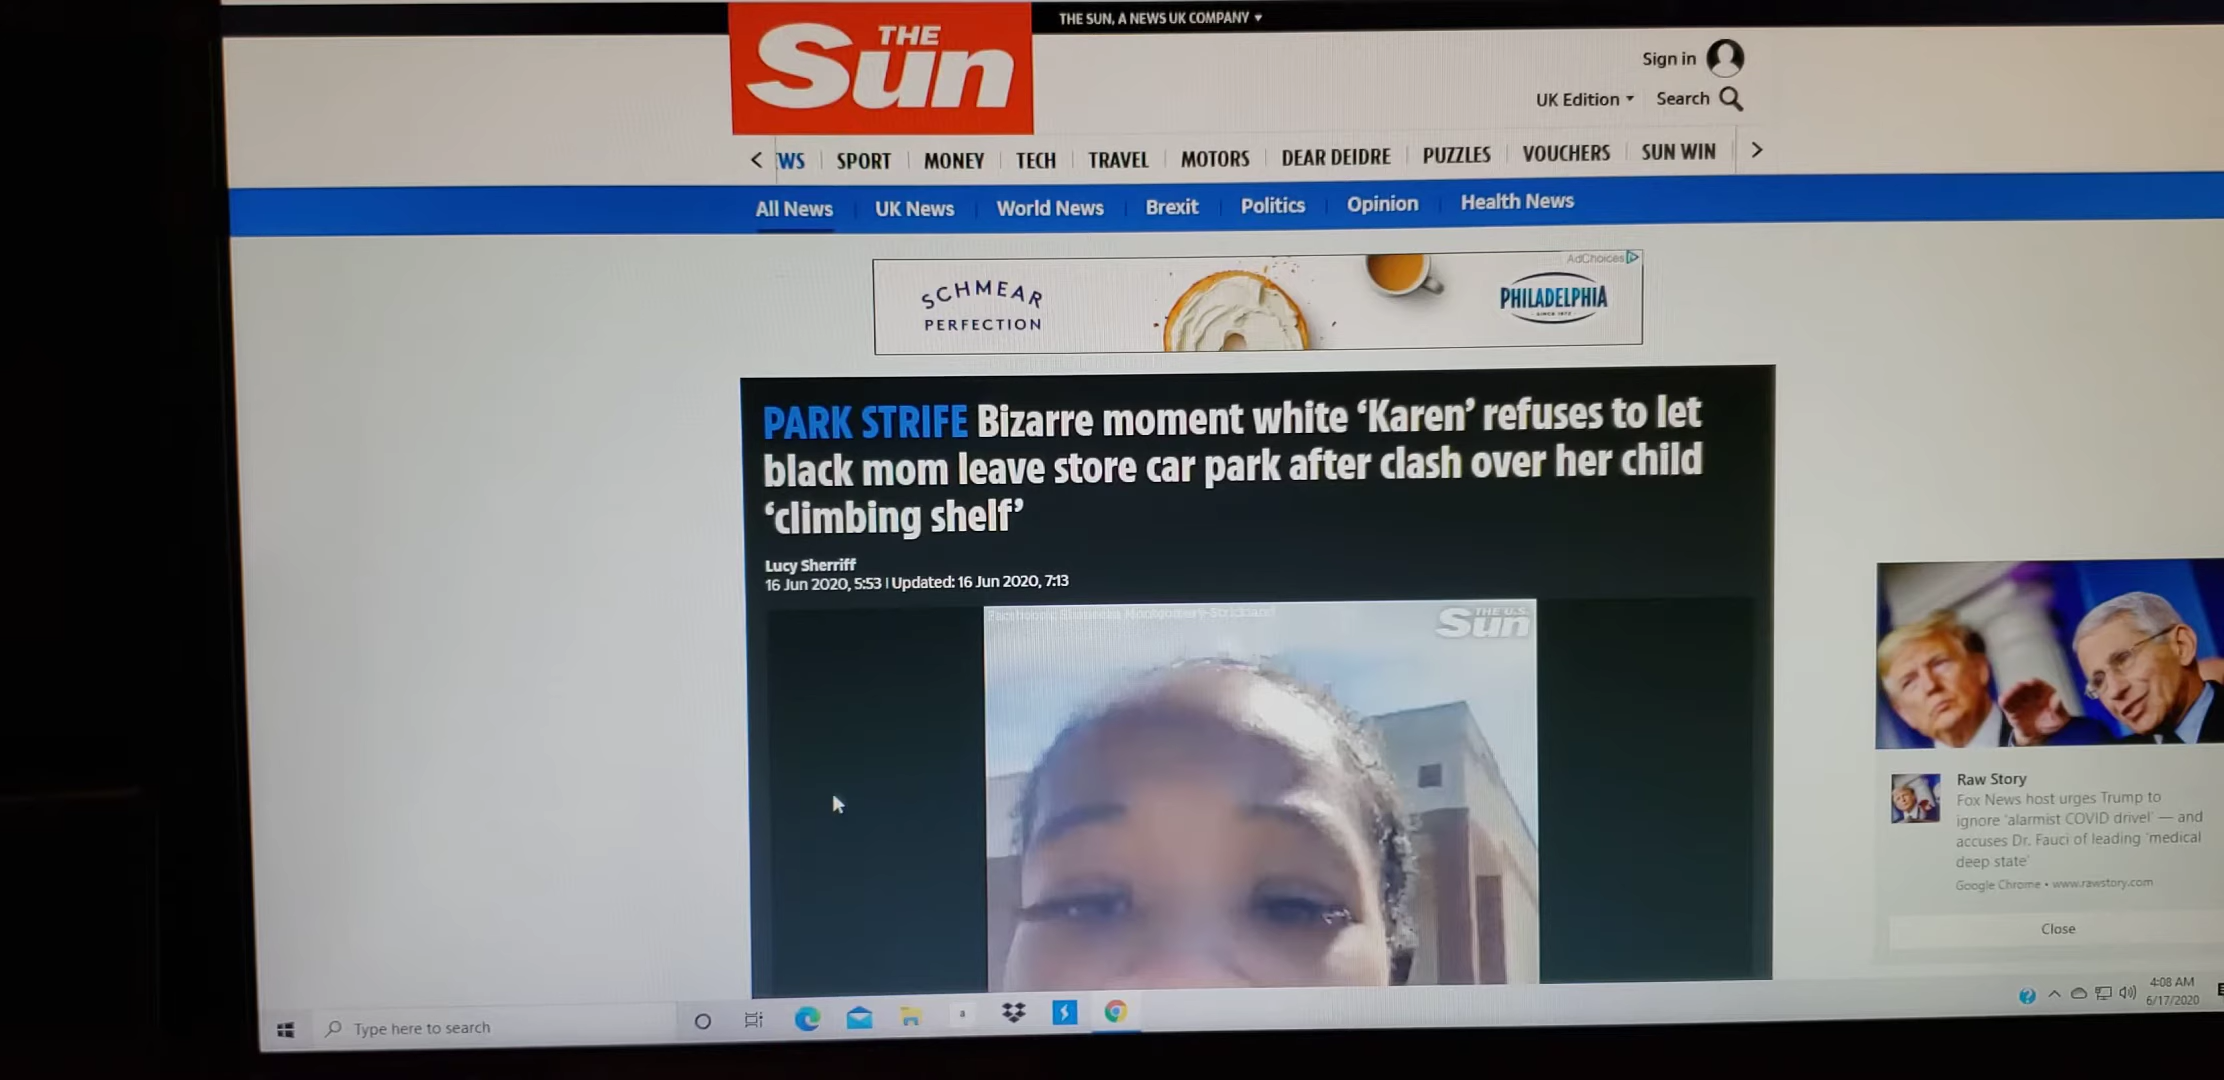 THE SUN, A NEWS UK COMPANY
THE
Sun
Sign in
UK Edition
Search
WS
SPORT
MONEY
TECH
TRAVEL
MOTORS
DEAR DEIDRE
PUZZLES
VOUCHERS
SUN WIN
All News
UK News
World News
Brexit
Politics
Opinion
Health News
AdChoices
SCHMEAR
PERFECTION
PHILADELPHIA
SINCE 1872
PARK STRIFE Bizarre moment white ‘Karen’ refuses to let
black mom leave store car park after clash over her child
‘climbing shelf’
Lucy Sherriff
16 Jun 2020, 5:53 | Updated: 16 Jun 2020, 7:13
Montgomery-Strickland
THE U.S.
Sun
Raw Story
Fox News host urges Trump to
ignore 'alarmist COVID drivel' — and
accuses Dr. Fauci of leading 'medical
deep state'
Google Chrome • www.rawstory.com
Close
Type here to search
a
4:08 AM
6/17/2020